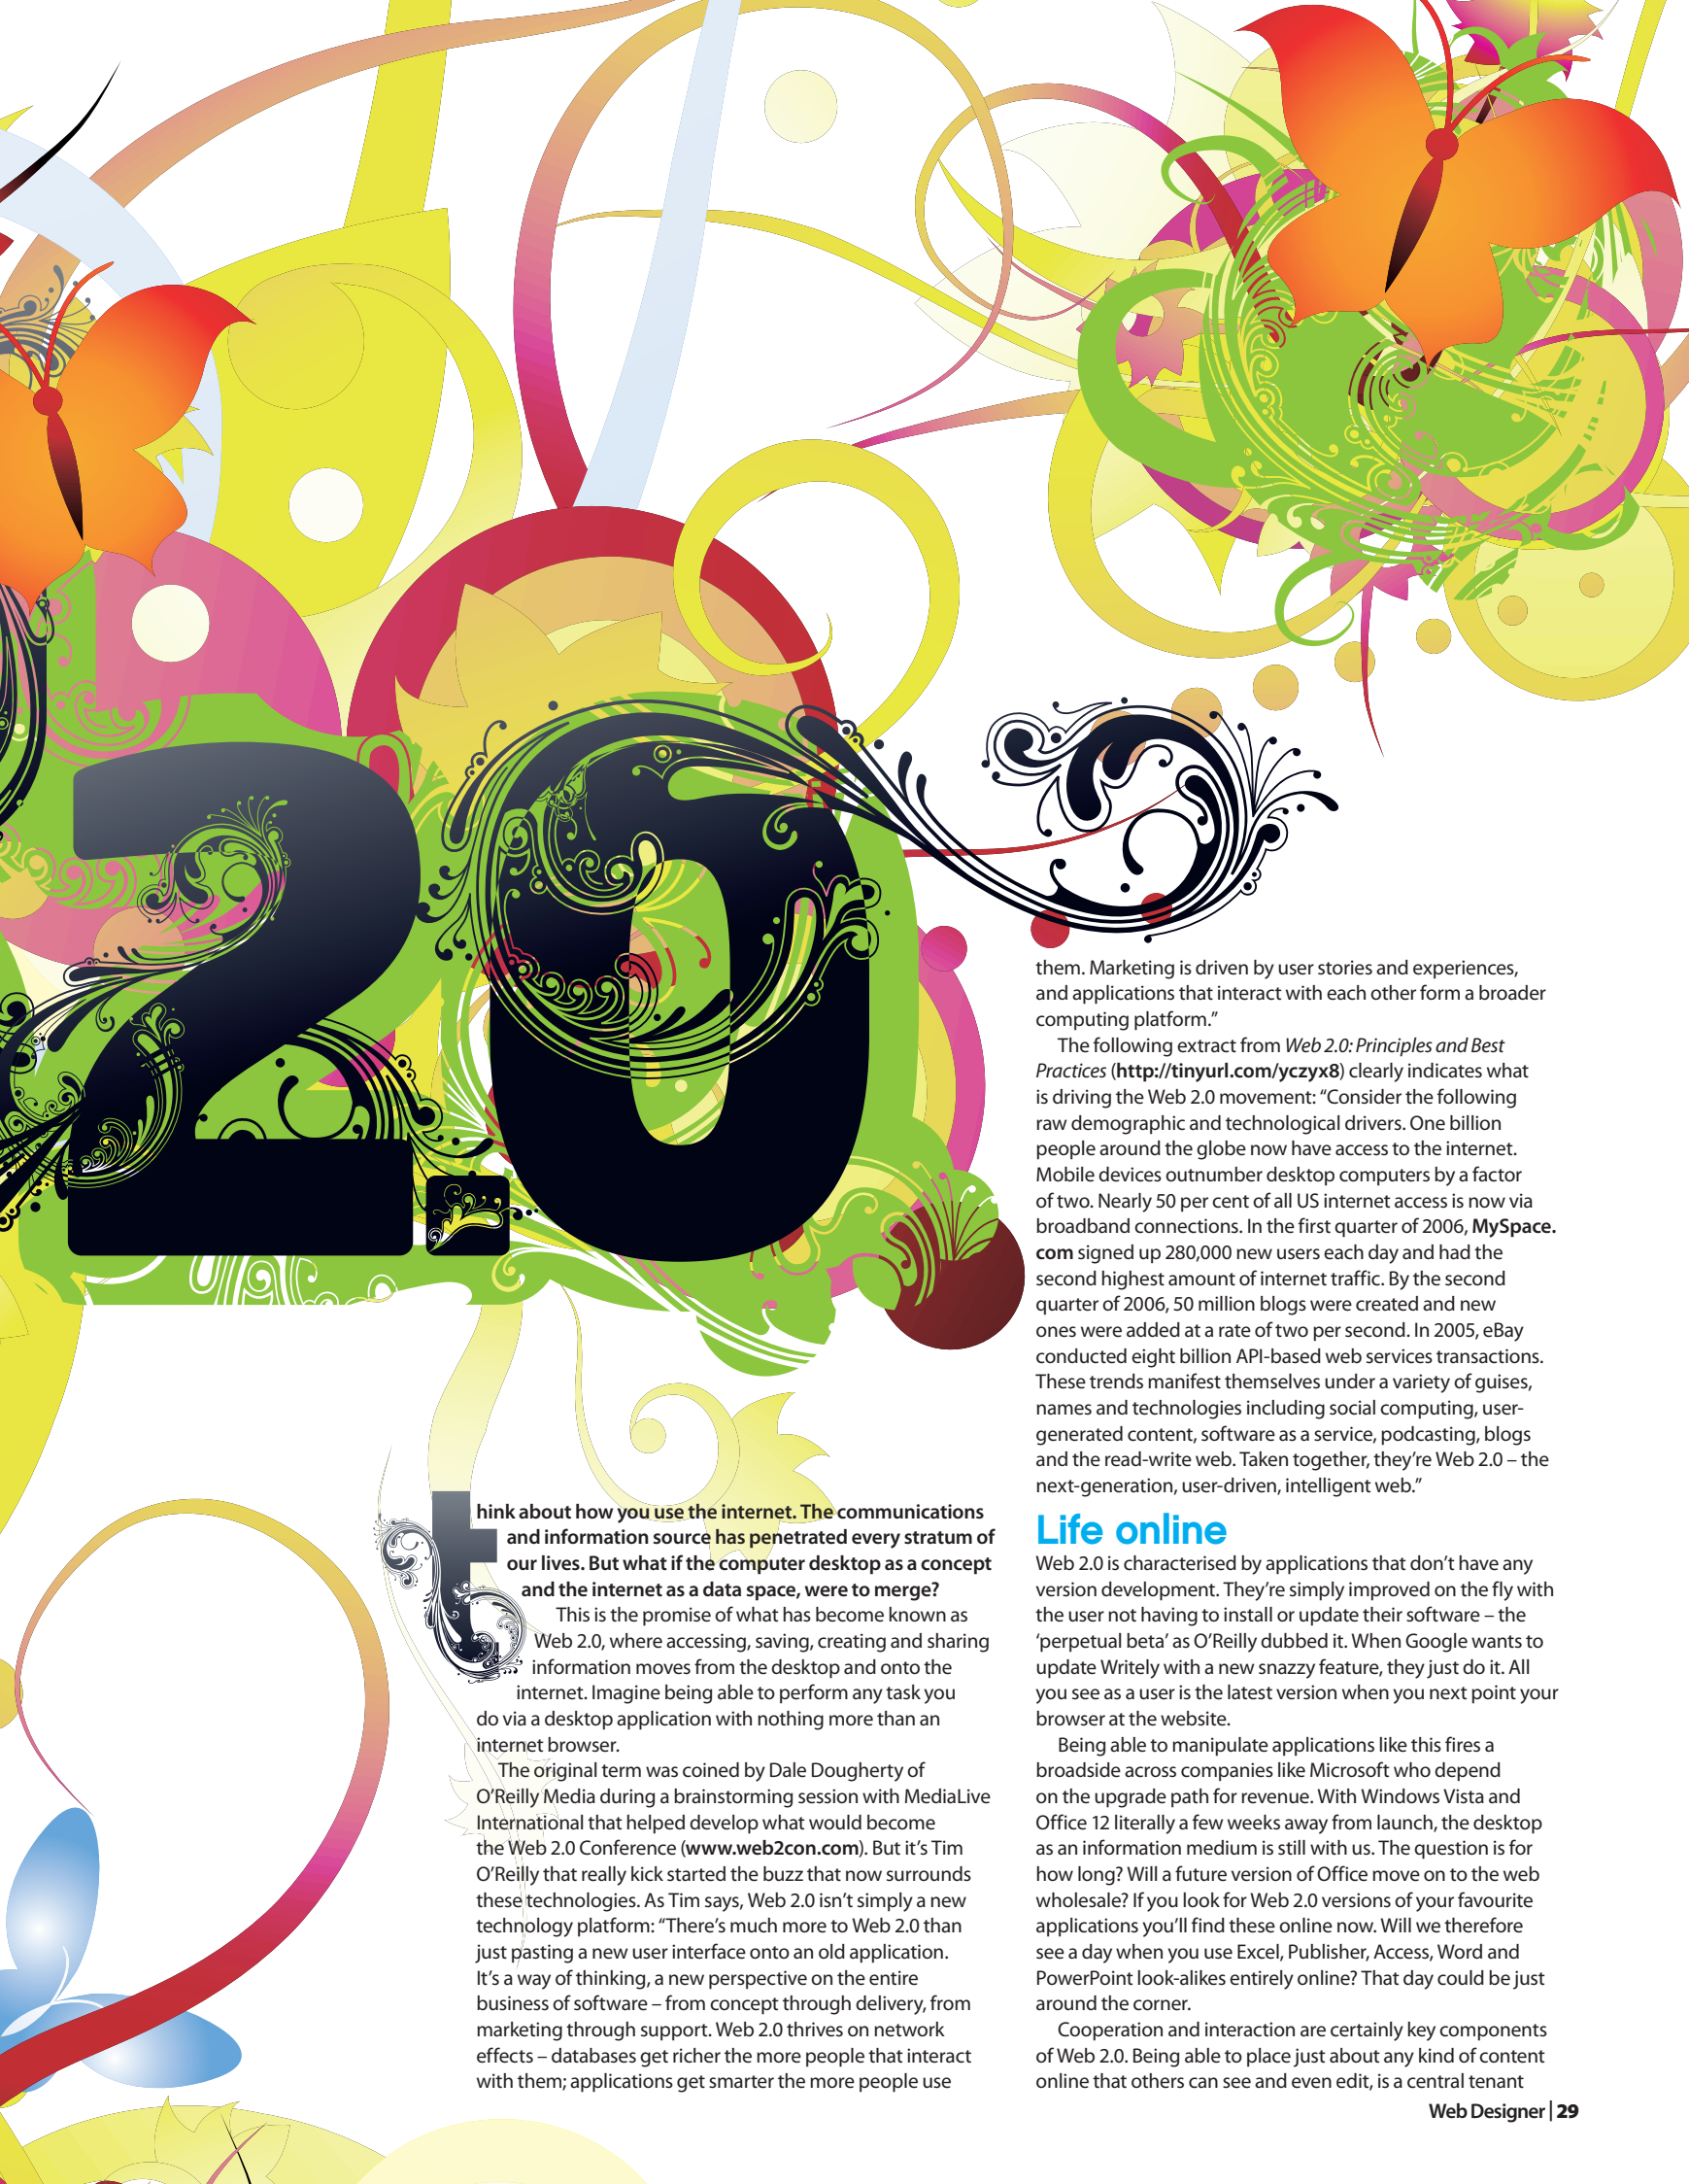 2.0
think about how you use the internet. The communications
and information source has penetrated every stratum of
our lives. But what if the computer desktop as a concept
and the internet as a data space, were to merge?
This is the promise of what has become known as
Web 2.0, where accessing, saving, creating and sharing
information moves from the desktop and onto the
internet. Imagine being able to perform any task you
do via a desktop application with nothing more than an
internet browser.
The original term was coined by Dale Dougherty of
O'Reilly Media during a brainstorming session with MediaLive
International that helped develop what would become
the Web 2.0 Conference (www.web2con.com). But it's Tim
O'Reilly that really kick started the buzz that now surrounds
these technologies. As Tim says, Web 2.0 isn't simply a new
technology platform: “There's much more to Web 2.0 than
just pasting a new user interface onto an old application.
It's a way of thinking, a new perspective on the entire
business of software – from concept through delivery, from
marketing through support. Web 2.0 thrives on network
effects – databases get richer the more people that interact
with them; applications get smarter the more people use
them. Marketing is driven by user stories and experiences,
and applications that interact with each other form a broader
computing platform.”
The following extract from Web 2.0: Principles and Best
Practices (http://tinyurl.com/yczyx8) clearly indicates what
is driving the Web 2.0 movement: “Consider the following
raw demographic and technological drivers. One billion
people around the globe now have access to the internet.
Mobile devices outnumber desktop computers by a factor
of two. Nearly 50 per cent of all US internet access is now via
broadband connections. In the first quarter of 2006, MySpace.
com signed up 280,000 new users each day and had the
second highest amount of internet traffic. By the second
quarter of 2006, 50 million blogs were created and new
ones were added at a rate of two per second. In 2005, eBay
conducted eight billion API-based web services transactions.
These trends manifest themselves under a variety of guises,
names and technologies including social computing, user-
generated content, software as a service, podcasting, blogs
and the read-write web. Taken together, they're Web 2.0 – the
next-generation, user-driven, intelligent web.”
Life online
Web 2.0 is characterised by applications that don't have any
version development. They're simply improved on the fly with
the user not having to install or update their software – the
'perpetual beta' as O'Reilly dubbed it. When Google wants to
update Writely with a new snazzy feature, they just do it. All
you see as a user is the latest version when you next point your
browser at the website.
Being able to manipulate applications like this fires a
broadside across companies like Microsoft who depend
on the upgrade path for revenue. With Windows Vista and
Office 12 literally a few weeks away from launch, the desktop
as an information medium is still with us. The question is for
how long? Will a future version of Office move on to the web
wholesale? If you look for Web 2.0 versions of your favourite
applications you'll find these online now. Will we therefore
see a day when you use Excel, Publisher, Access, Word and
PowerPoint look-alikes entirely online? That day could be just
around the corner.
Cooperation and interaction are certainly key components
of Web 2.0. Being able to place just about any kind of content
online that others can see and even edit, is a central tenant
Web Designer | 29